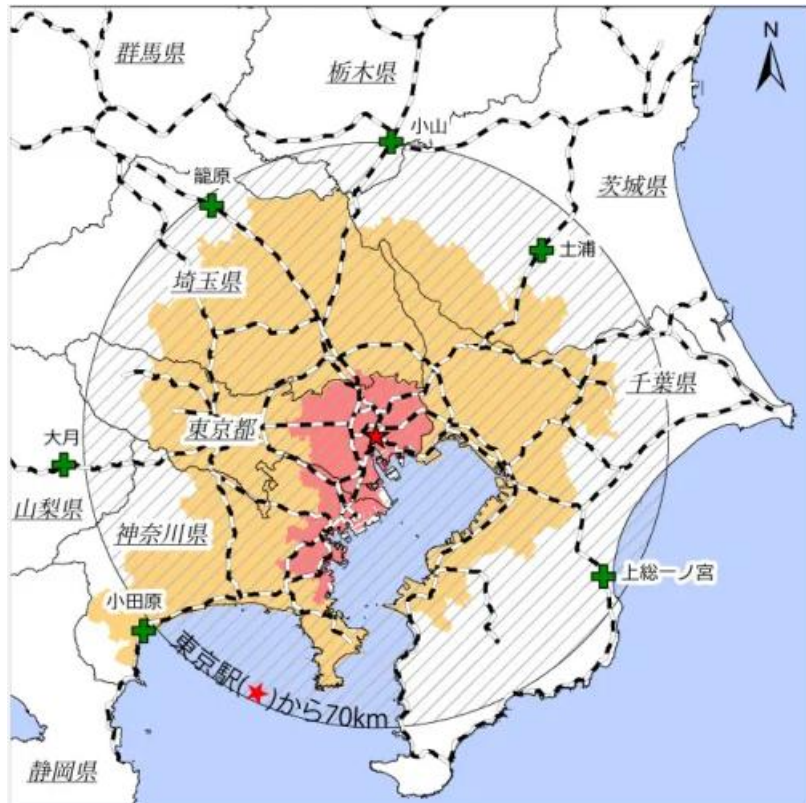 N
群馬県
栃木県
小山
籠原
茨城県
土浦
埼玉県
千葉県
東京都
大月
山梨県
神奈川県
上総一ノ宮
小田原
東京駅(★)から70km
静岡県